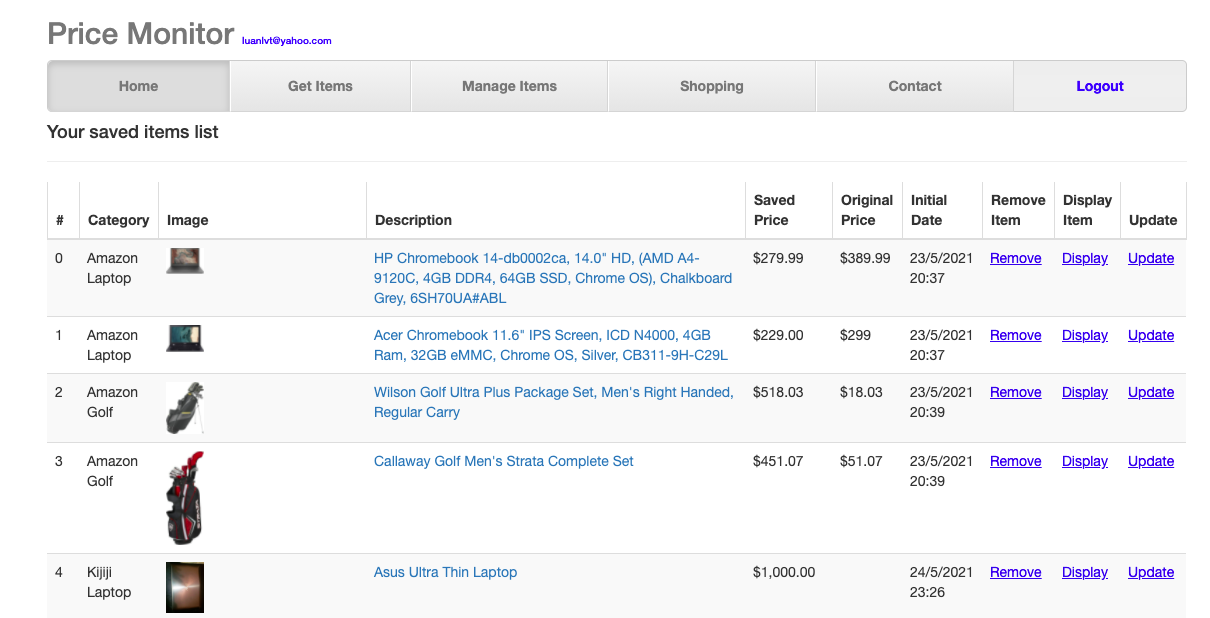 Price Monitor luanlvt@yahoo.com
Home Get Items Manage Items Shopping Contact Logout
Your saved items list
# Category Image Description Saved Price Original Price Initial Date Remove Item Display Item Update
0 Amazon Laptop HP Chromebook 14-db0002ca, 14.0" HD, (AMD A4-9120C, 4GB DDR4, 64GB SSD, Chrome OS), Chalkboard Grey, 6SH70UA#ABL $279.99 $389.99 23/5/2021 20:37 Remove Display Update
1 Amazon Laptop Acer Chromebook 11.6" IPS Screen, ICD N4000, 4GB Ram, 32GB eMMC, Chrome OS, Silver, CB311-9H-C29L $229.00 $299 23/5/2021 20:37 Remove Display Update
2 Amazon Golf Wilson Golf Ultra Plus Package Set, Men's Right Handed, Regular Carry $518.03 $18.03 23/5/2021 20:39 Remove Display Update
3 Amazon Golf Callaway Golf Men's Strata Complete Set $451.07 $51.07 23/5/2021 20:39 Remove Display Update
4 Kijiji Laptop Asus Ultra Thin Laptop $1,000.00 24/5/2021 23:26 Remove Display Update